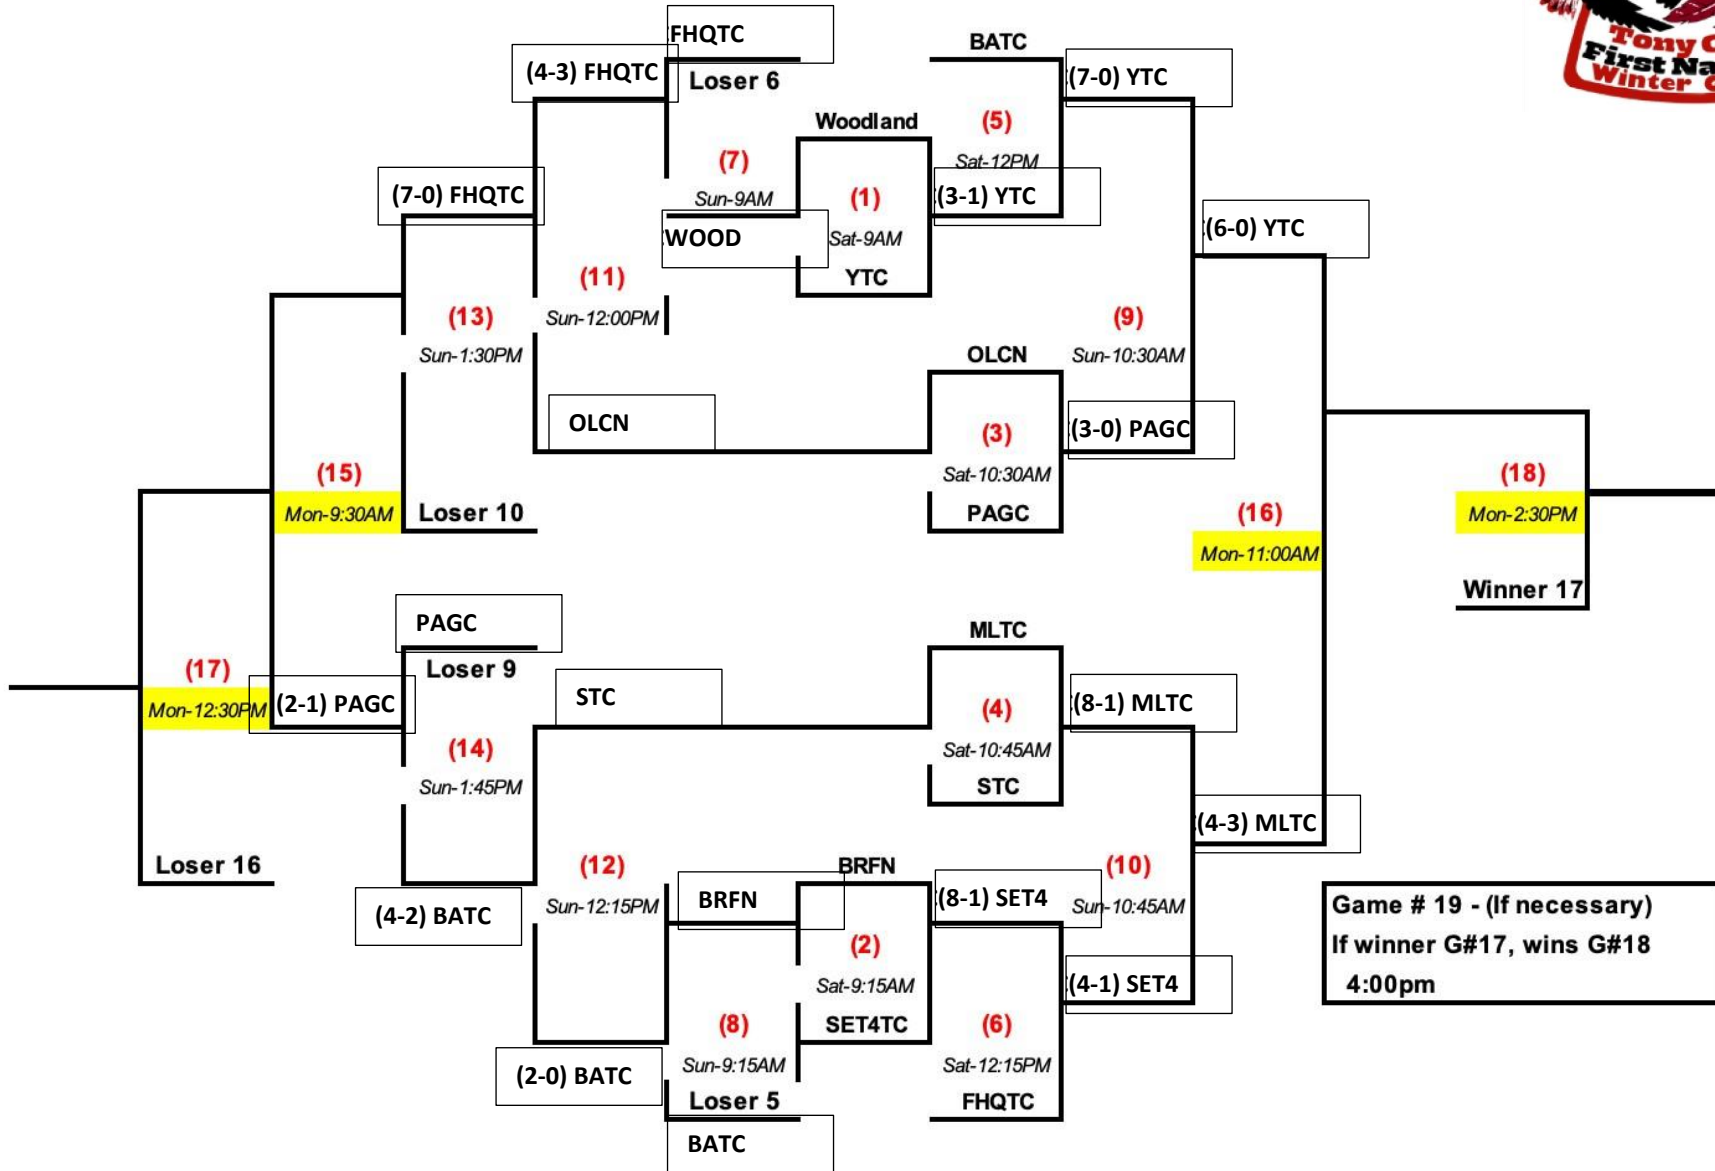 FHQTC
Tony C
First Na
Winter
BATC
(4-3) FHQTC
Loser 6
(7-0) YTC
Woodland
(5)
Sat-12PM
(7)
Sun-9AM
(7-0) FHQTC
(1)
Sat-9AM
(3-1) YTC
WOOD
(6-0) YTC
YTC
(11)
Sun-12:00PM
(13)
Sun-1:30PM
(9)
Sun-10:30AM
OLCN
OLCN
(3)
Sat-10:30AM
(3-0) PAGC
(15)
Mon-9:30AM
Loser 10
PAGC
(16)
Mon-11:00AM
(18)
Mon-2:30PM
Winner 17
PAGC
Loser 9
MLTC
(17)
Mon-12:30PM
(2-1) PAGC
STC
(4)
Sat-10:45AM
(8-1) MLTC
(14)
Sun-1:45PM
STC
(4-3) MLTC
Loser 16
(12)
Sun-12:15PM
BRFN
BRFN
(8-1) SET4
(10)
Sun-10:45AM
(4-2) BATC
(2)
Sat-9:15AM
SET4TC
(4-1) SET4
Game # 19 - (If necessary)
If winner G#17, wins G#18
4:00pm
(8)
Sun-9:15AM
(6)
Sat-12:15PM
(2-0) BATC
Loser 5
FHQTC
BATC